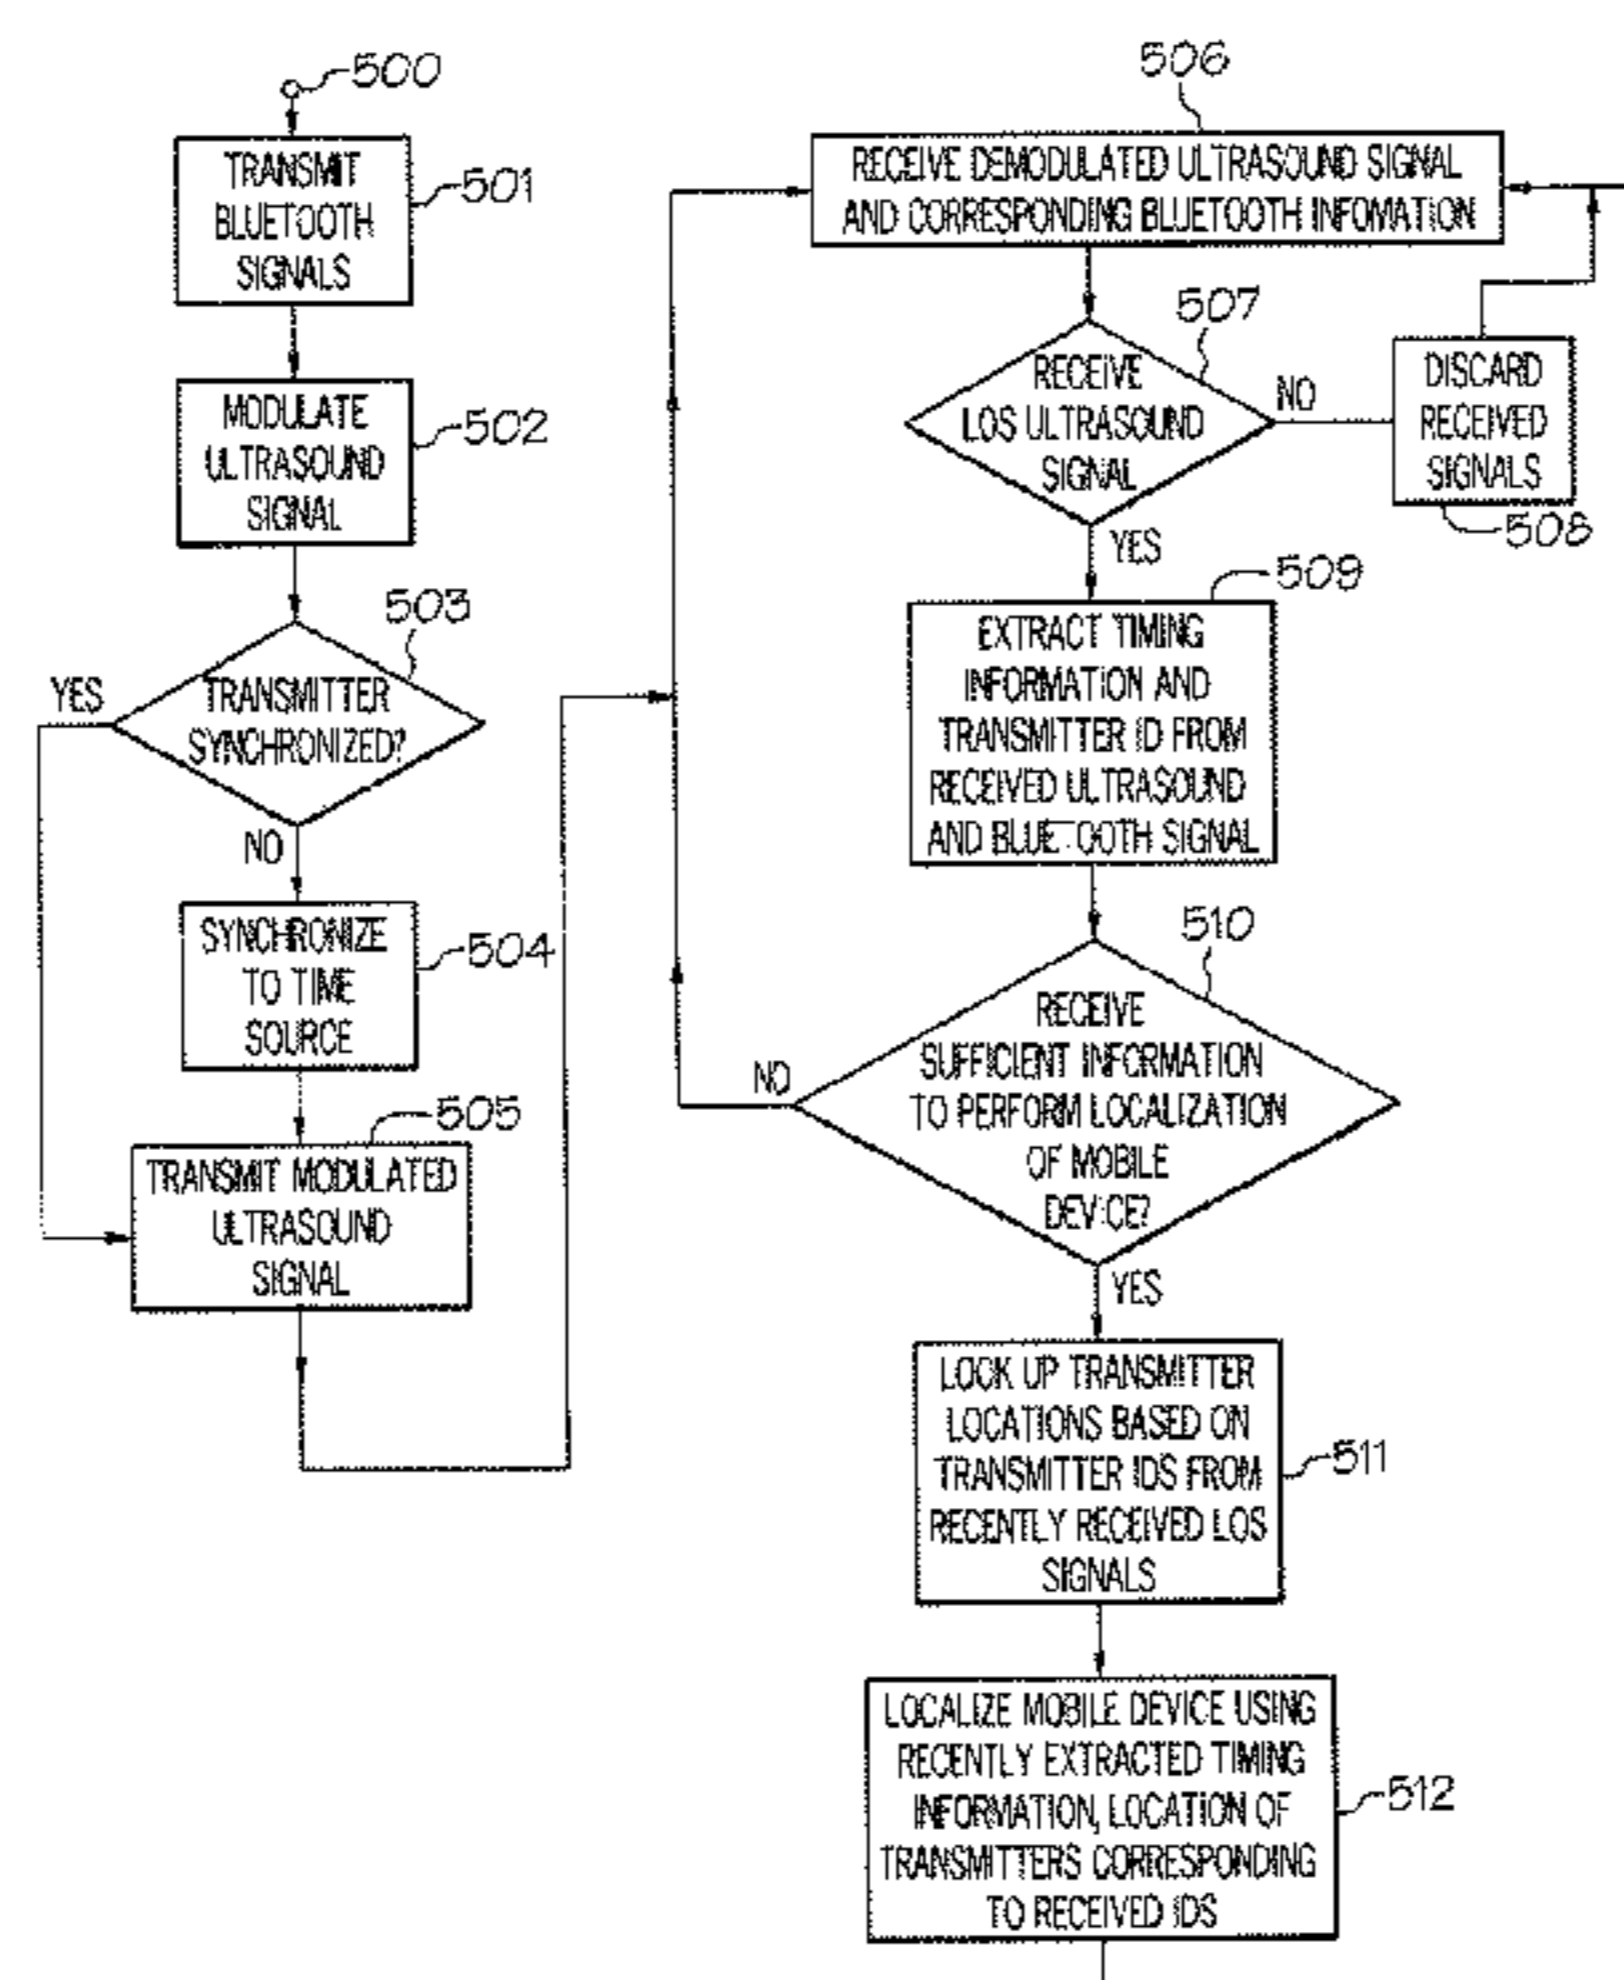 500
TRANSMIT
BLUETOOTH
SIGNALS
501
MODULATE
ULTRASOUND
SIGNAL
502
503
TRANSMITTER
SYNCHRONIZED?
YES
NO
SYNCHRONIZE
TO TIME
SOURCE
504
505
TRANSMIT MODULATED
ULTRASOUND
SIGNAL
506
RECEIVE DEMODULATED ULTRASOUND SIGNAL
AND CORRESPONDING BLUETOOTH INFOMATION
507
RECEIVE
LOS ULTRASOUND
SIGNAL
NO
DISCARD
RECEIVED
SIGNALS
508
YES
509
EXTRACT TIMING
INFORMATION AND
TRANSMITTER ID FROM
RECEIVED ULTRASOUND
AND BLUETOOTH SIGNAL
510
RECEIVE
SUFFICIENT INFORMATION
TO PERFORM LOCALIZATION
OF MOBILE
DEVICE?
NO
YES
LOOK UP TRANSMITTER
LOCATIONS BASED ON
TRANSMITTER IDS FROM
RECENTLY RECEIVED LOS
SIGNALS
511
LOCALIZE MOBILE DEVICE USING
RECENTLY EXTRACTED TIMING
INFORMATION, LOCATION OF
TRANSMITTERS CORRESPONDING
TO RECEIVED IDS
512